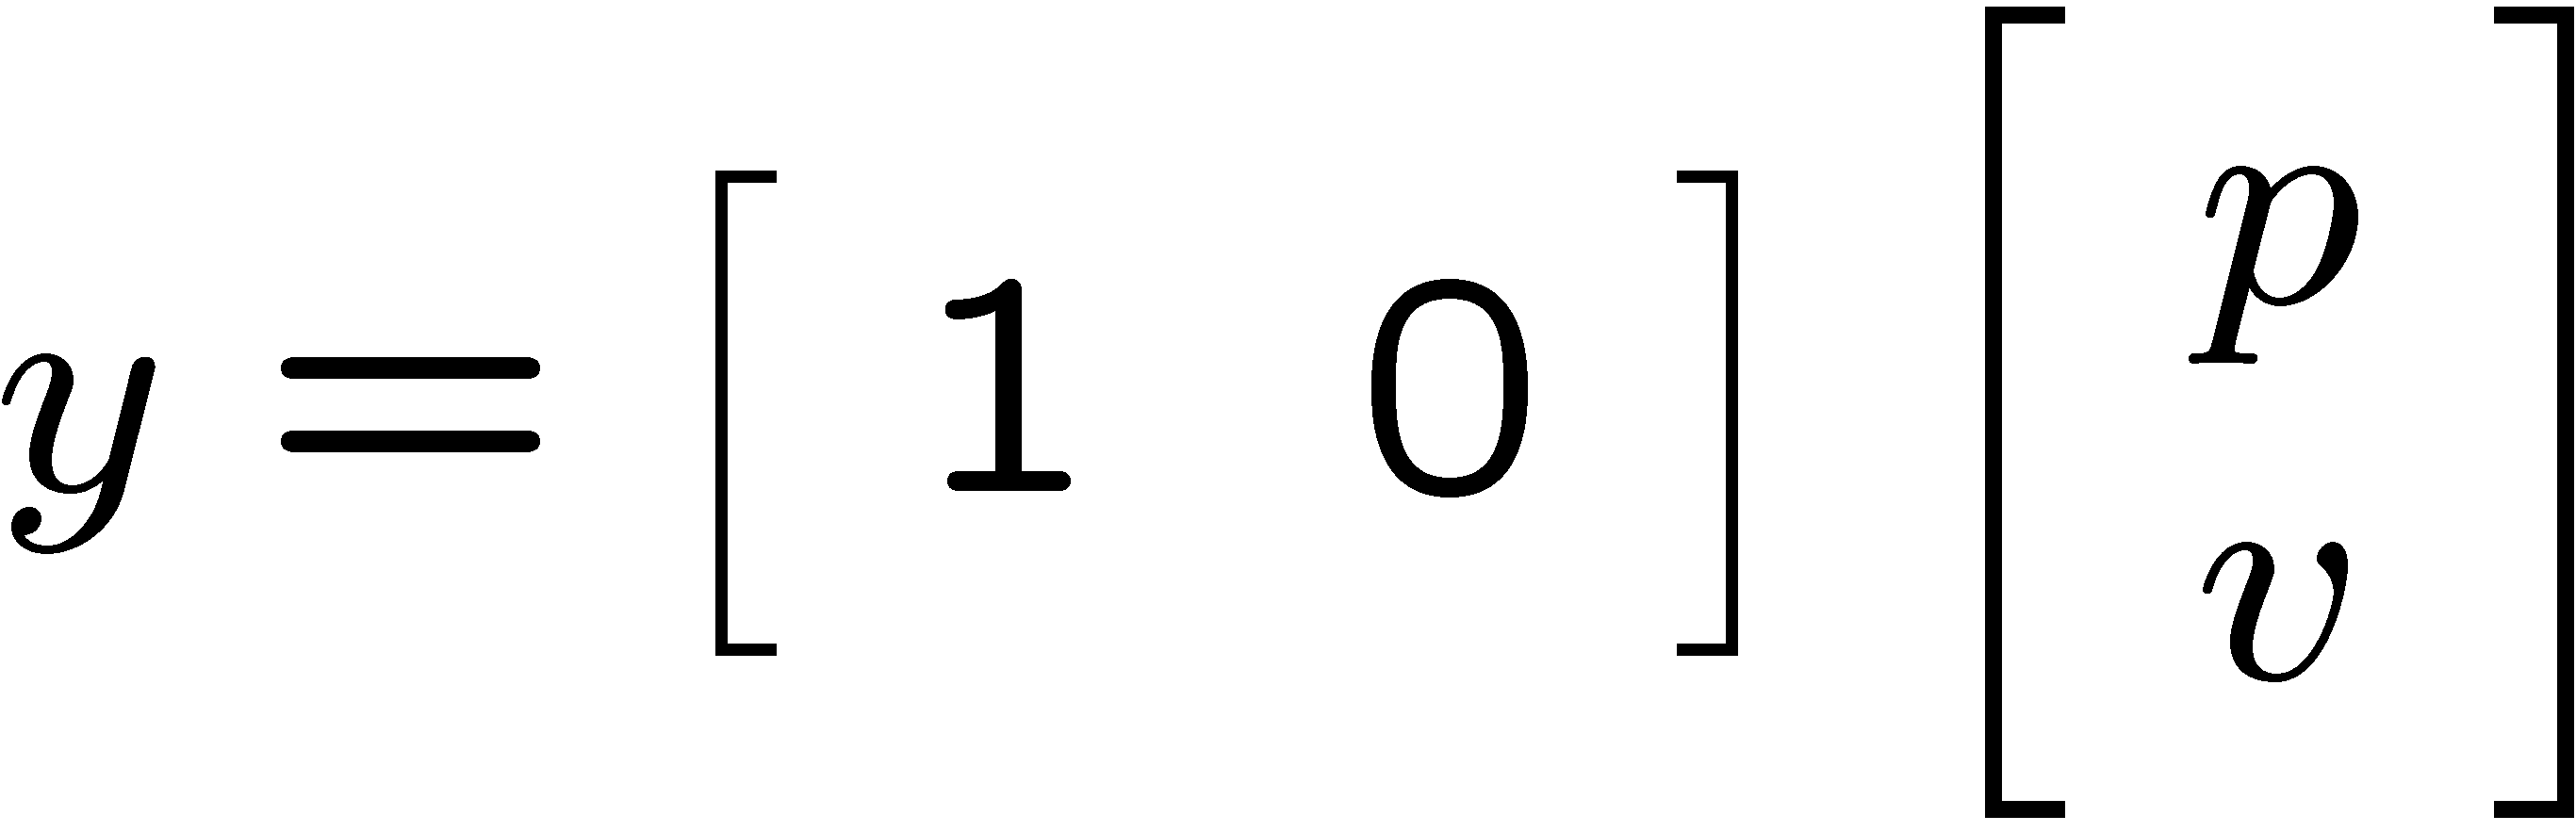 y = [ 1 0 ] [ p
v ]